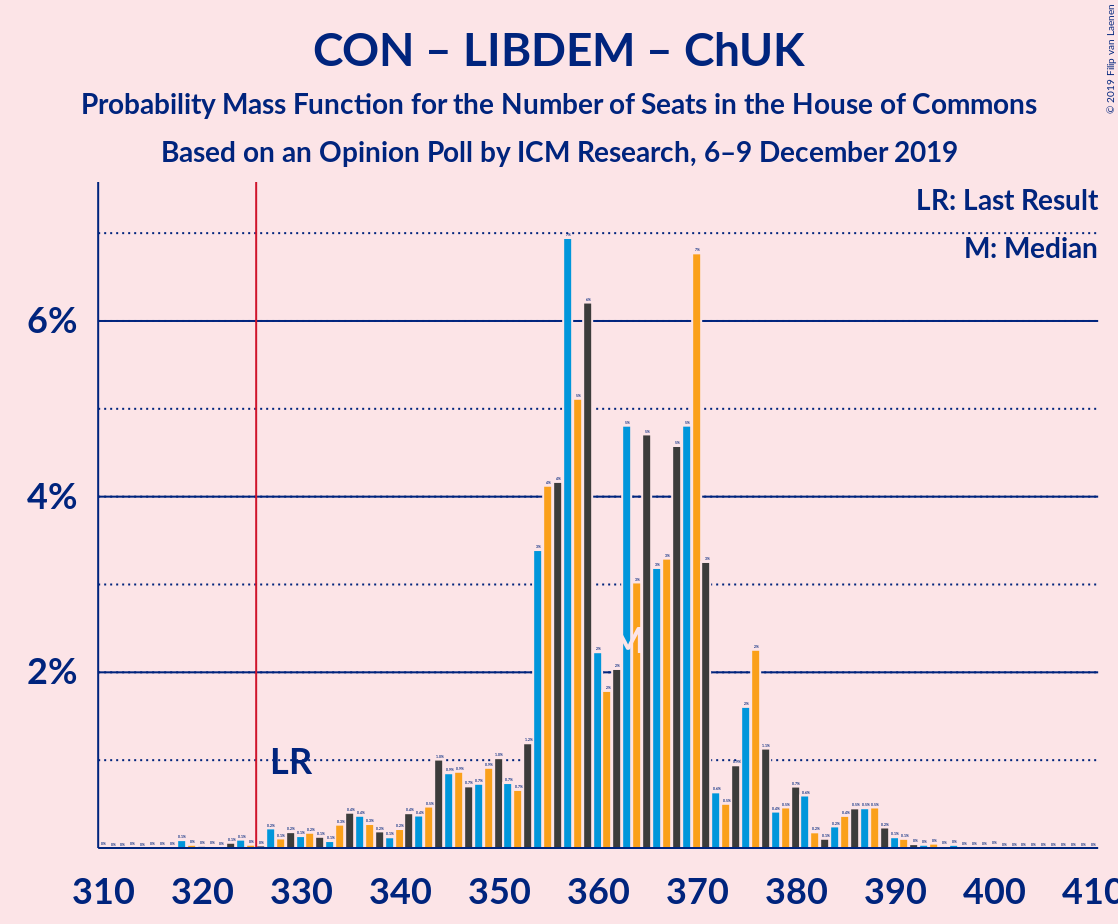 CON – LIBDEM – ChUK
Probability Mass Function for the Number of Seats in the House of Commons
Based on an Opinion Poll by ICM Research, 6–9 December 2019
© 2019 Filip van Laenen
LR: Last Result
M: Median
6%
4%
2%
LR
M
310 320 330 340 350 360 370 380 390 400 410